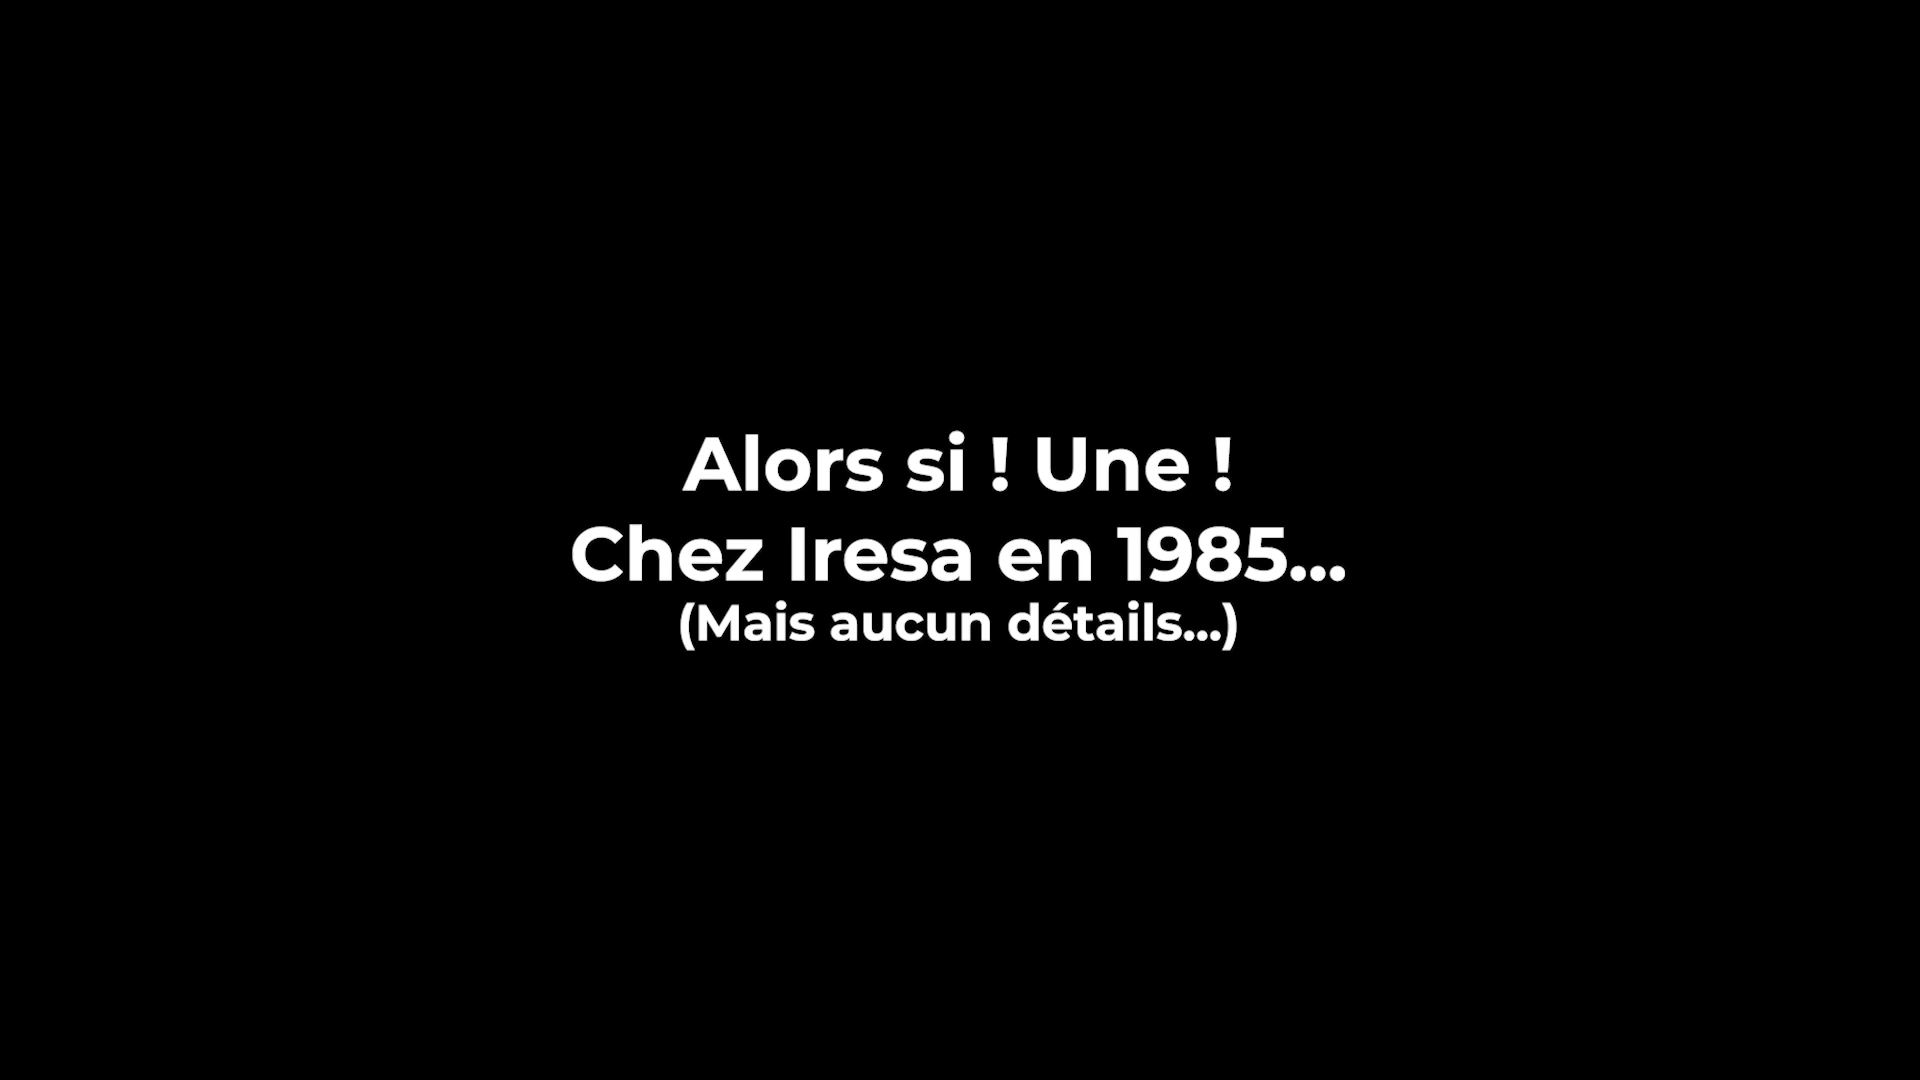 Alors si ! Une !
Chez Iresa en 1985...
(Mais aucun détails...)